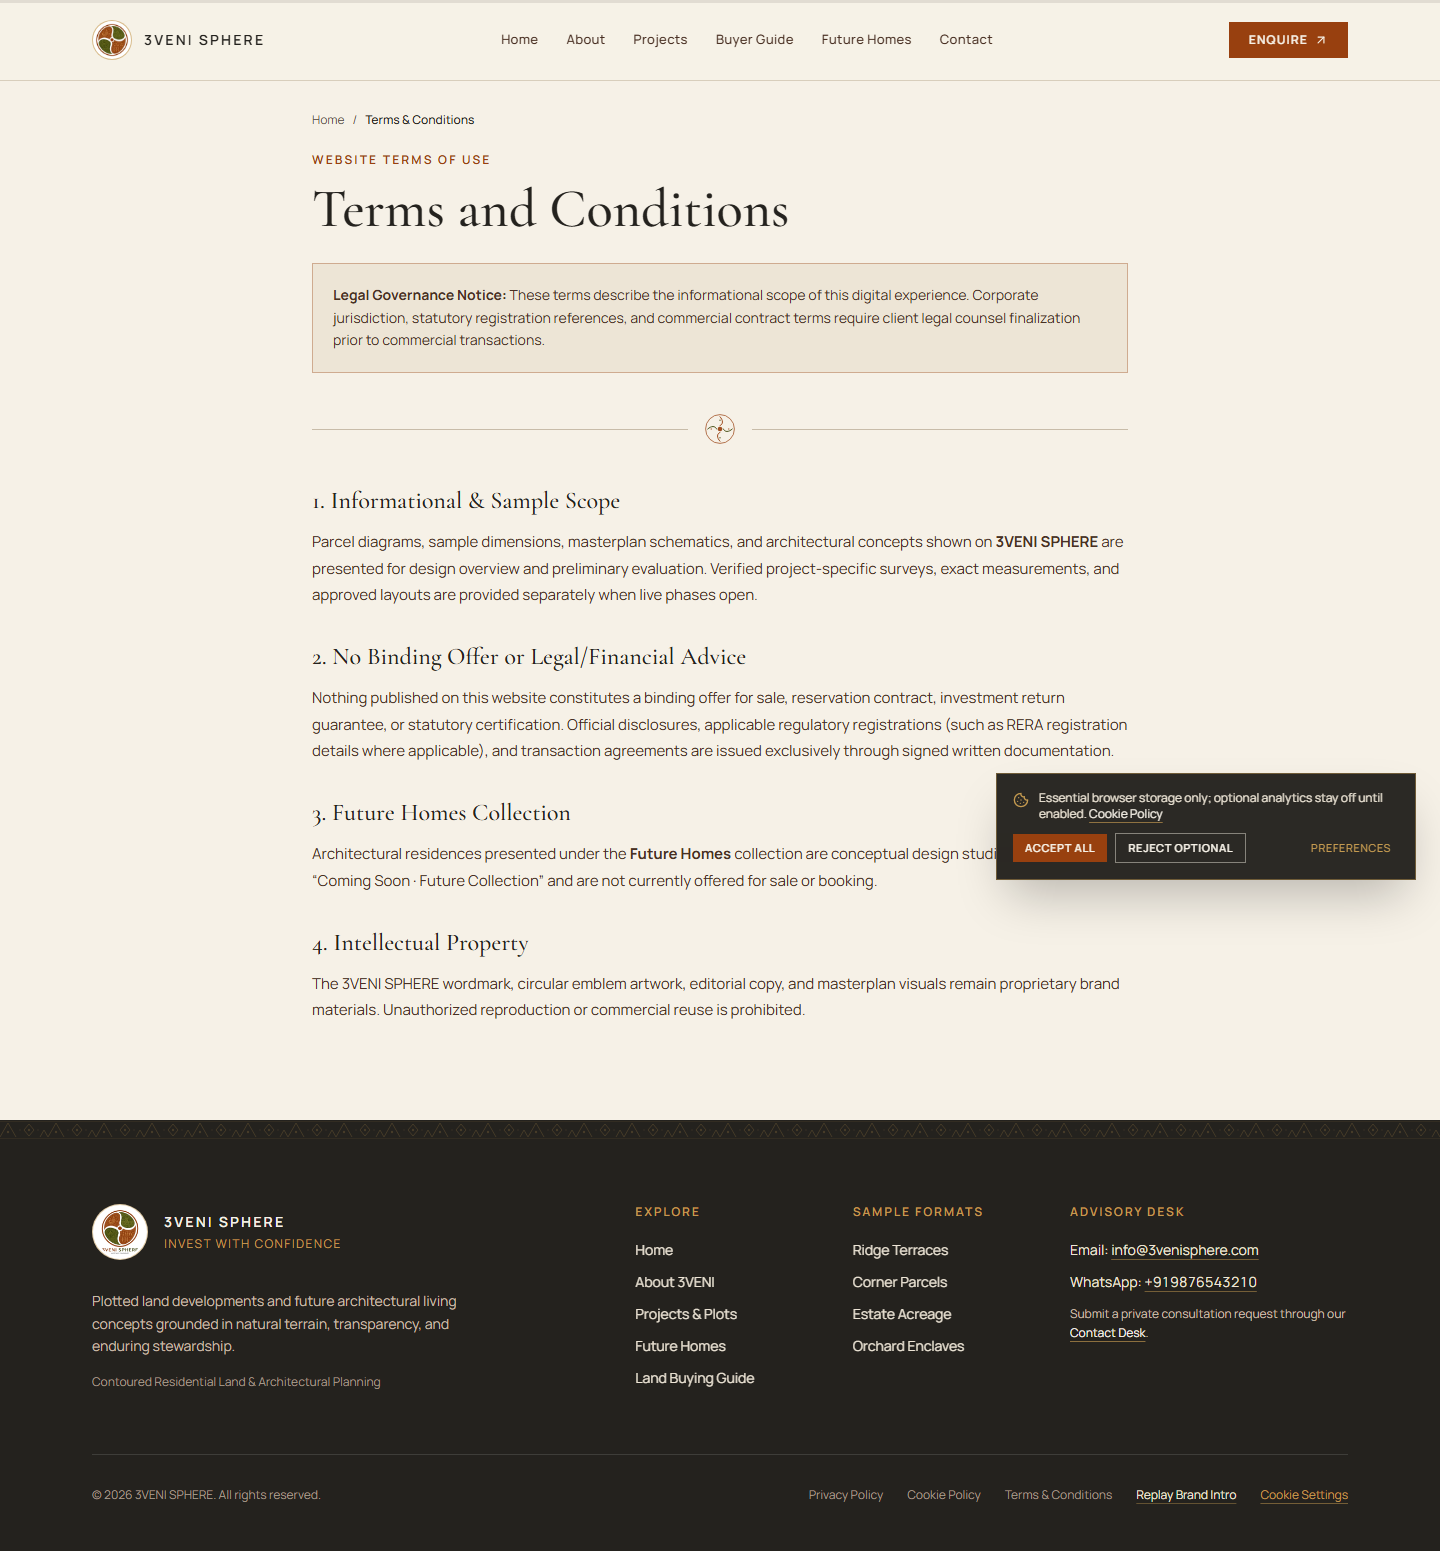 3VENI SPHERE
Home About Projects Buyer Guide Future Homes Contact
ENQUIRE
Home / Terms & Conditions
WEBSITE TERMS OF USE
Terms and Conditions
Legal Governance Notice: These terms describe the informational scope of this digital experience. Corporate
jurisdiction, statutory registration references, and commercial contract terms require client legal counsel finalization
prior to commercial transactions.
1. Informational & Sample Scope
Parcel diagrams, sample dimensions, masterplan schematics, and architectural concepts shown on 3VENI SPHERE are
presented for design overview and preliminary evaluation. Verified project-specific surveys, exact measurements, and
approved layouts are provided separately when live phases open.
2. No Binding Offer or Legal/Financial Advice
Nothing published on this website constitutes a binding offer for sale, reservation contract, investment return
guarantee, or statutory certification. Official disclosures, applicable regulatory registrations (such as RERA registration
details where applicable), and transaction agreements are issued exclusively through signed written documentation.
3. Future Homes Collection
Architectural residences presented under the Future Homes collection are conceptual design studi
“Coming Soon · Future Collection” and are not currently offered for sale or booking.
Essential browser storage only; optional analytics stay off until
enabled. Cookie Policy
ACCEPT ALL REJECT OPTIONAL PREFERENCES
4. Intellectual Property
The 3VENI SPHERE wordmark, circular emblem artwork, editorial copy, and masterplan visuals remain proprietary brand
materials. Unauthorized reproduction or commercial reuse is prohibited.
3VENI SPHERE
3VENI SPHERE
INVEST WITH CONFIDENCE
Plotted land developments and future architectural living
concepts grounded in natural terrain, transparency, and
enduring stewardship.
Contoured Residential Land & Architectural Planning
EXPLORE
Home
About 3VENI
Projects & Plots
Future Homes
Land Buying Guide
SAMPLE FORMATS
Ridge Terraces
Corner Parcels
Estate Acreage
Orchard Enclaves
ADVISORY DESK
Email: info@3venisphere.com
WhatsApp: +919876543210
Submit a private consultation request through our
Contact Desk.
© 2026 3VENI SPHERE. All rights reserved.
Privacy Policy Cookie Policy Terms & Conditions Replay Brand Intro Cookie Settings